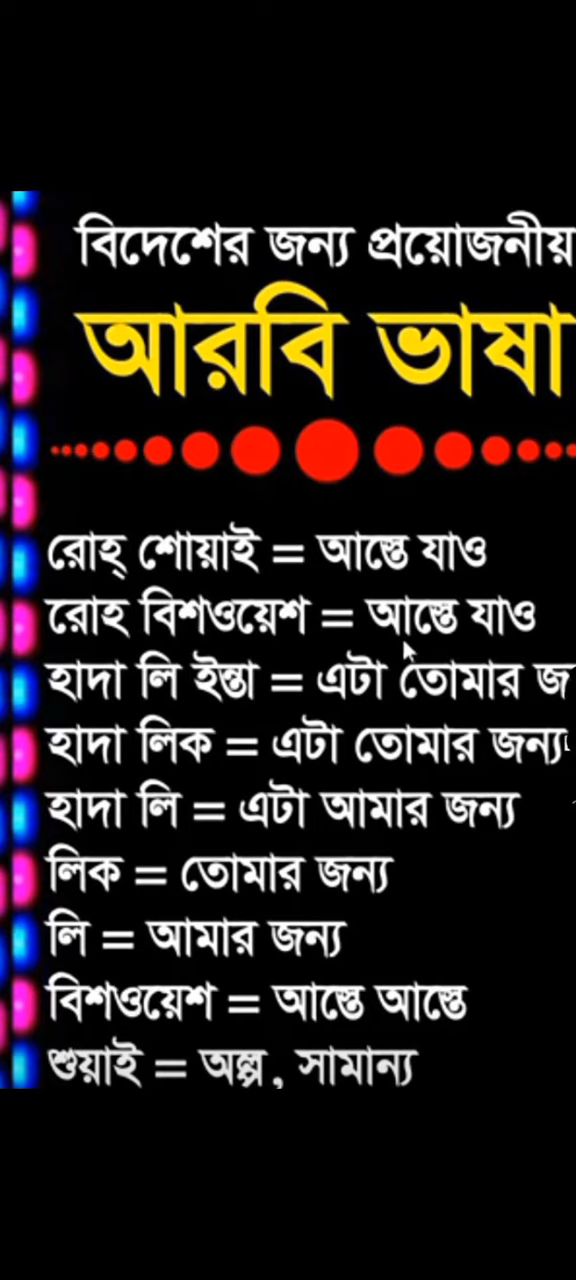 বিদেশের জন্য প্রয়োজনীয়
আরবি ভাষা
রোহ্ শোয়াই = আস্তে যাও
রোহ বিশওয়েশ = আস্তে যাও
হাদা লি ইন্তা = এটা তোমার জ
হাদা লিক = এটা তোমার জন্য
হাদা লি = এটা আমার জন্য
লিক = তোমার জন্য
লি = আমার জন্য
বিশওয়েশ = আস্তে আস্তে
শুয়াই = অল্প, সামান্য